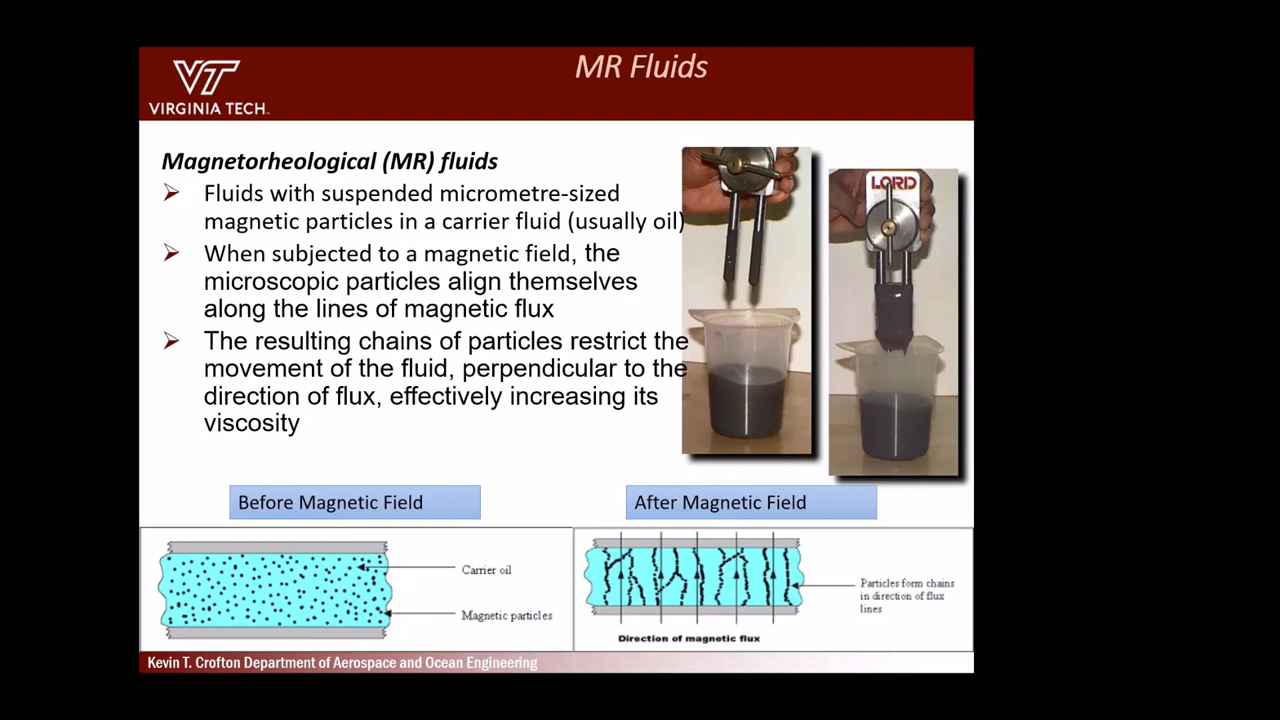 MR Fluids
VT
VIRGINIA TECH™
Magnetorheological (MR) fluids
Fluids with suspended micrometre-sized
magnetic particles in a carrier fluid (usually oil)
When subjected to a magnetic field, the
microscopic particles align themselves
along the lines of magnetic flux
The resulting chains of particles restrict the
movement of the fluid, perpendicular to the
direction of flux, effectively increasing its
viscosity
LORD
Before Magnetic Field
After Magnetic Field
Carrier oil
Magnetic particles
Particles form chains
in direction of flux
lines
Direction of magnetic flux
Kevin T. Crofton Department of Aerospace and Ocean Engineering